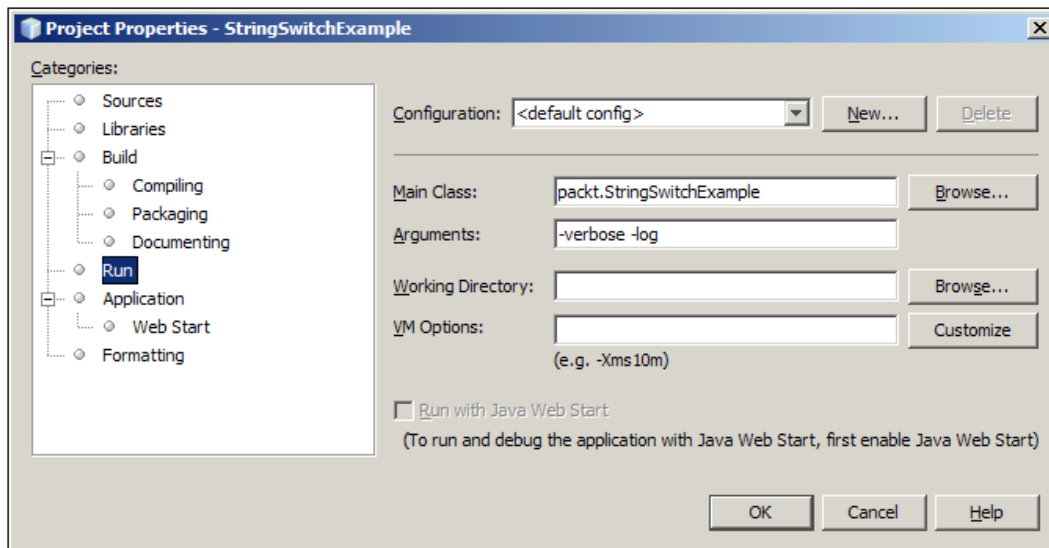 Project Properties - StringSwitchExample
Categories:
Sources
Libraries
Build
Compiling
Packaging
Documenting
Run
Application
Web Start
Formatting
Configuration: <default config> New... Delete
Main Class: packt.StringSwitchExample Browse...
Arguments: -verbose -log
Working Directory: Browse...
VM Options: Customize
(e.g. -Xms10m)
Run with Java Web Start
(To run and debug the application with Java Web Start, first enable Java Web Start)
OK Cancel Help